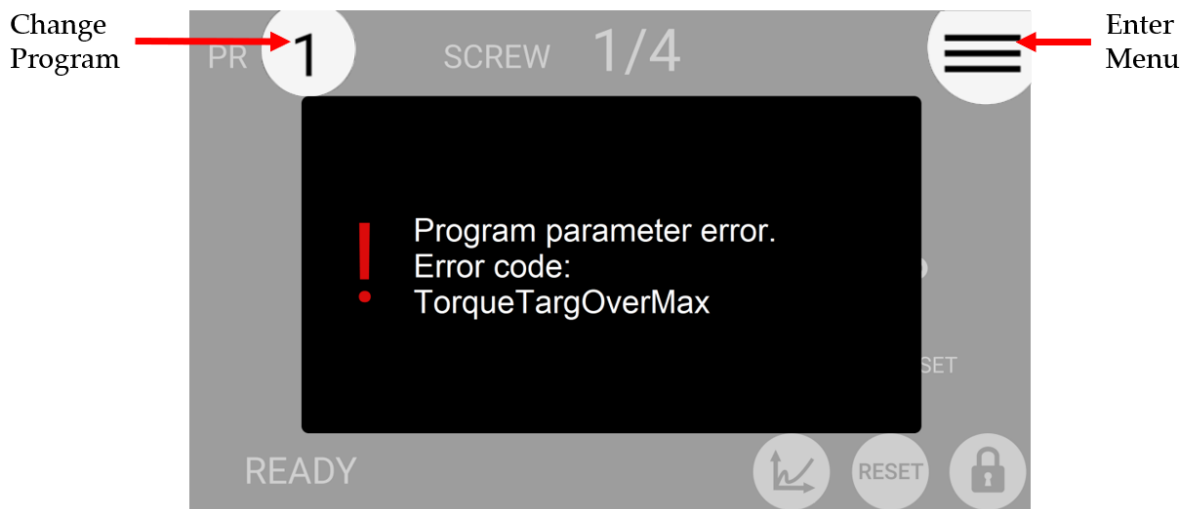 Change
Program
PR 1 SCREW 1/4
Enter
Menu
Program parameter error.
Error code:
TorqueTargOverMax
SET
READY
RESET